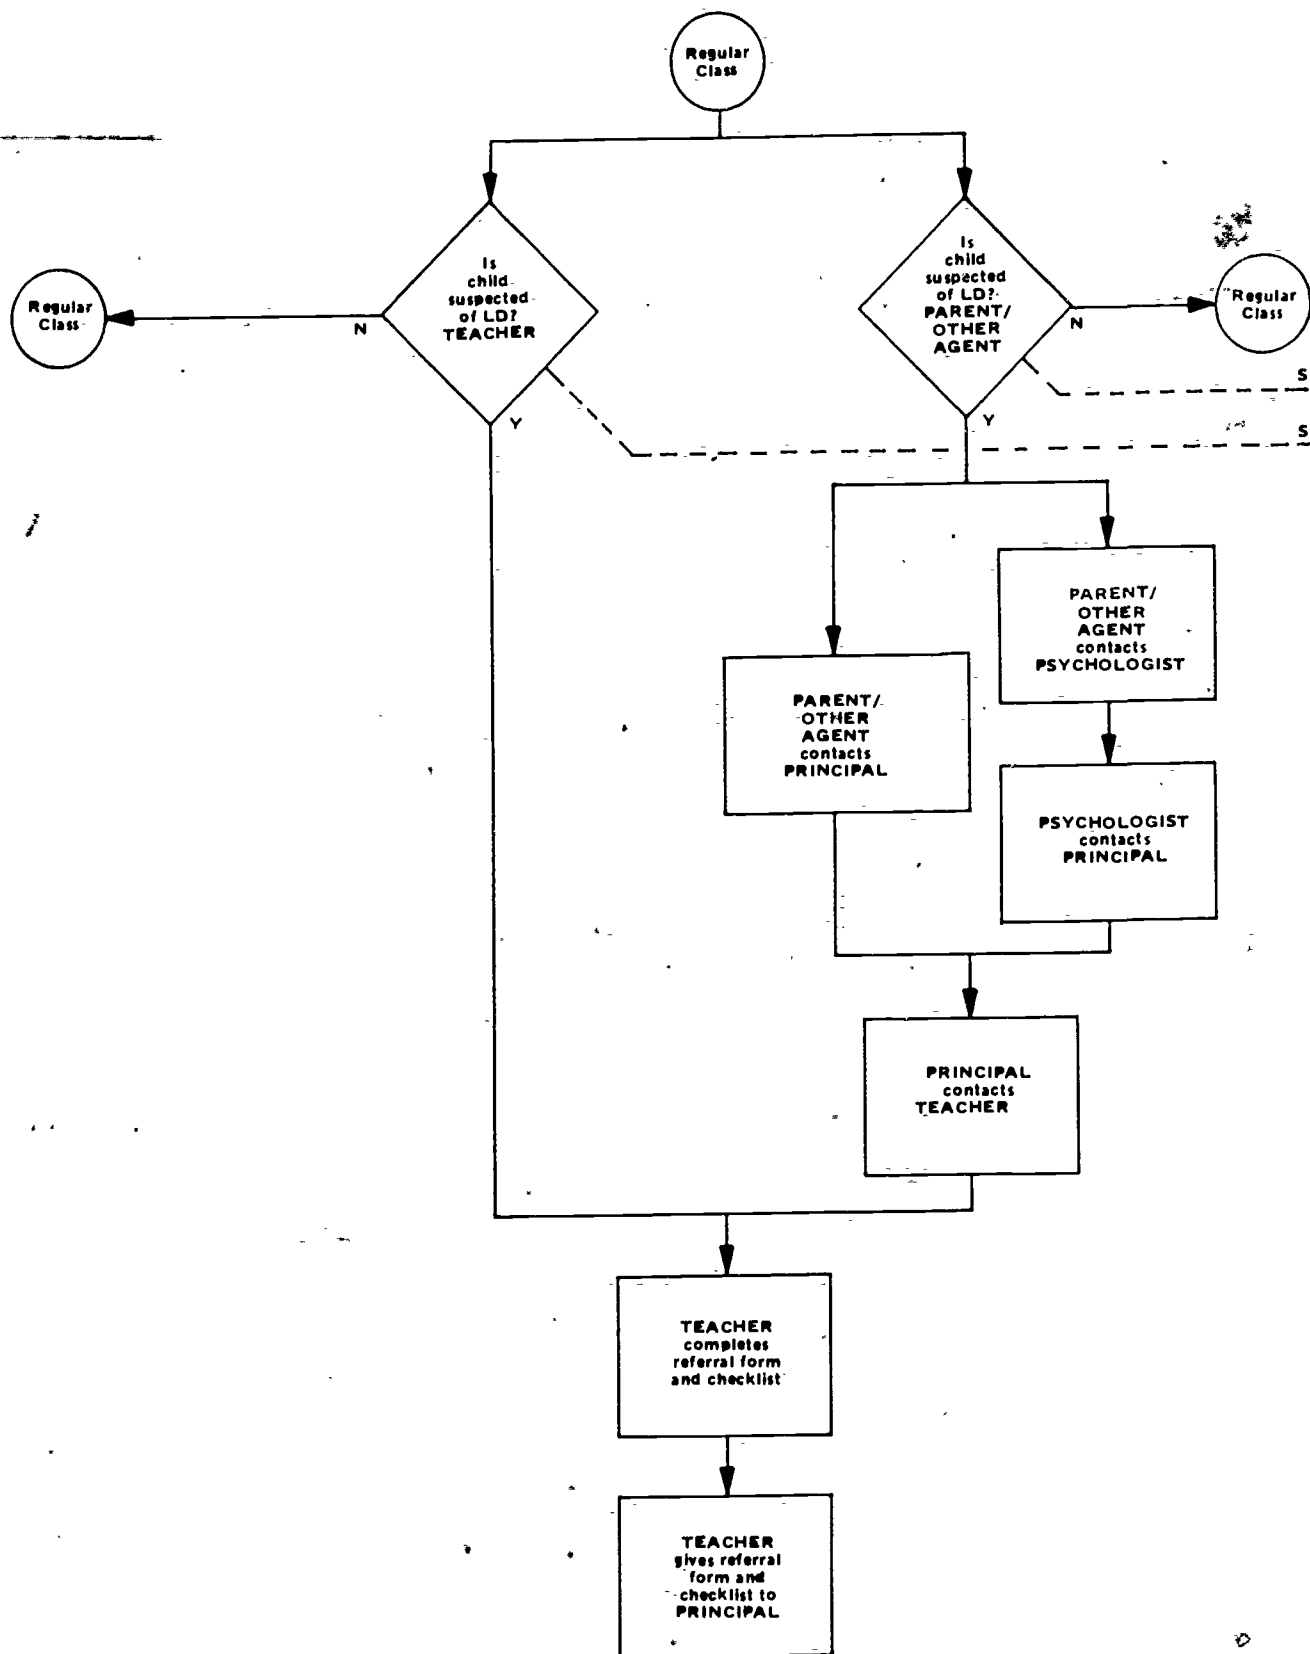 Regular
Class
Is
child
suspected
of LD?
TEACHER
N
Y
Regular
Class
Is
child
suspected
of LD?
PARENT/
OTHER
AGENT
N
Y
Regular
Class
S
S
PARENT/
OTHER
AGENT
contacts
PSYCHOLOGIST
PARENT/
OTHER
AGENT
contacts
PRINCIPAL
PSYCHOLOGIST
contacts
PRINCIPAL
PRINCIPAL
contacts
TEACHER
TEACHER
completes
referral form
and checklist
TEACHER
gives referral
form and
checklist to
PRINCIPAL